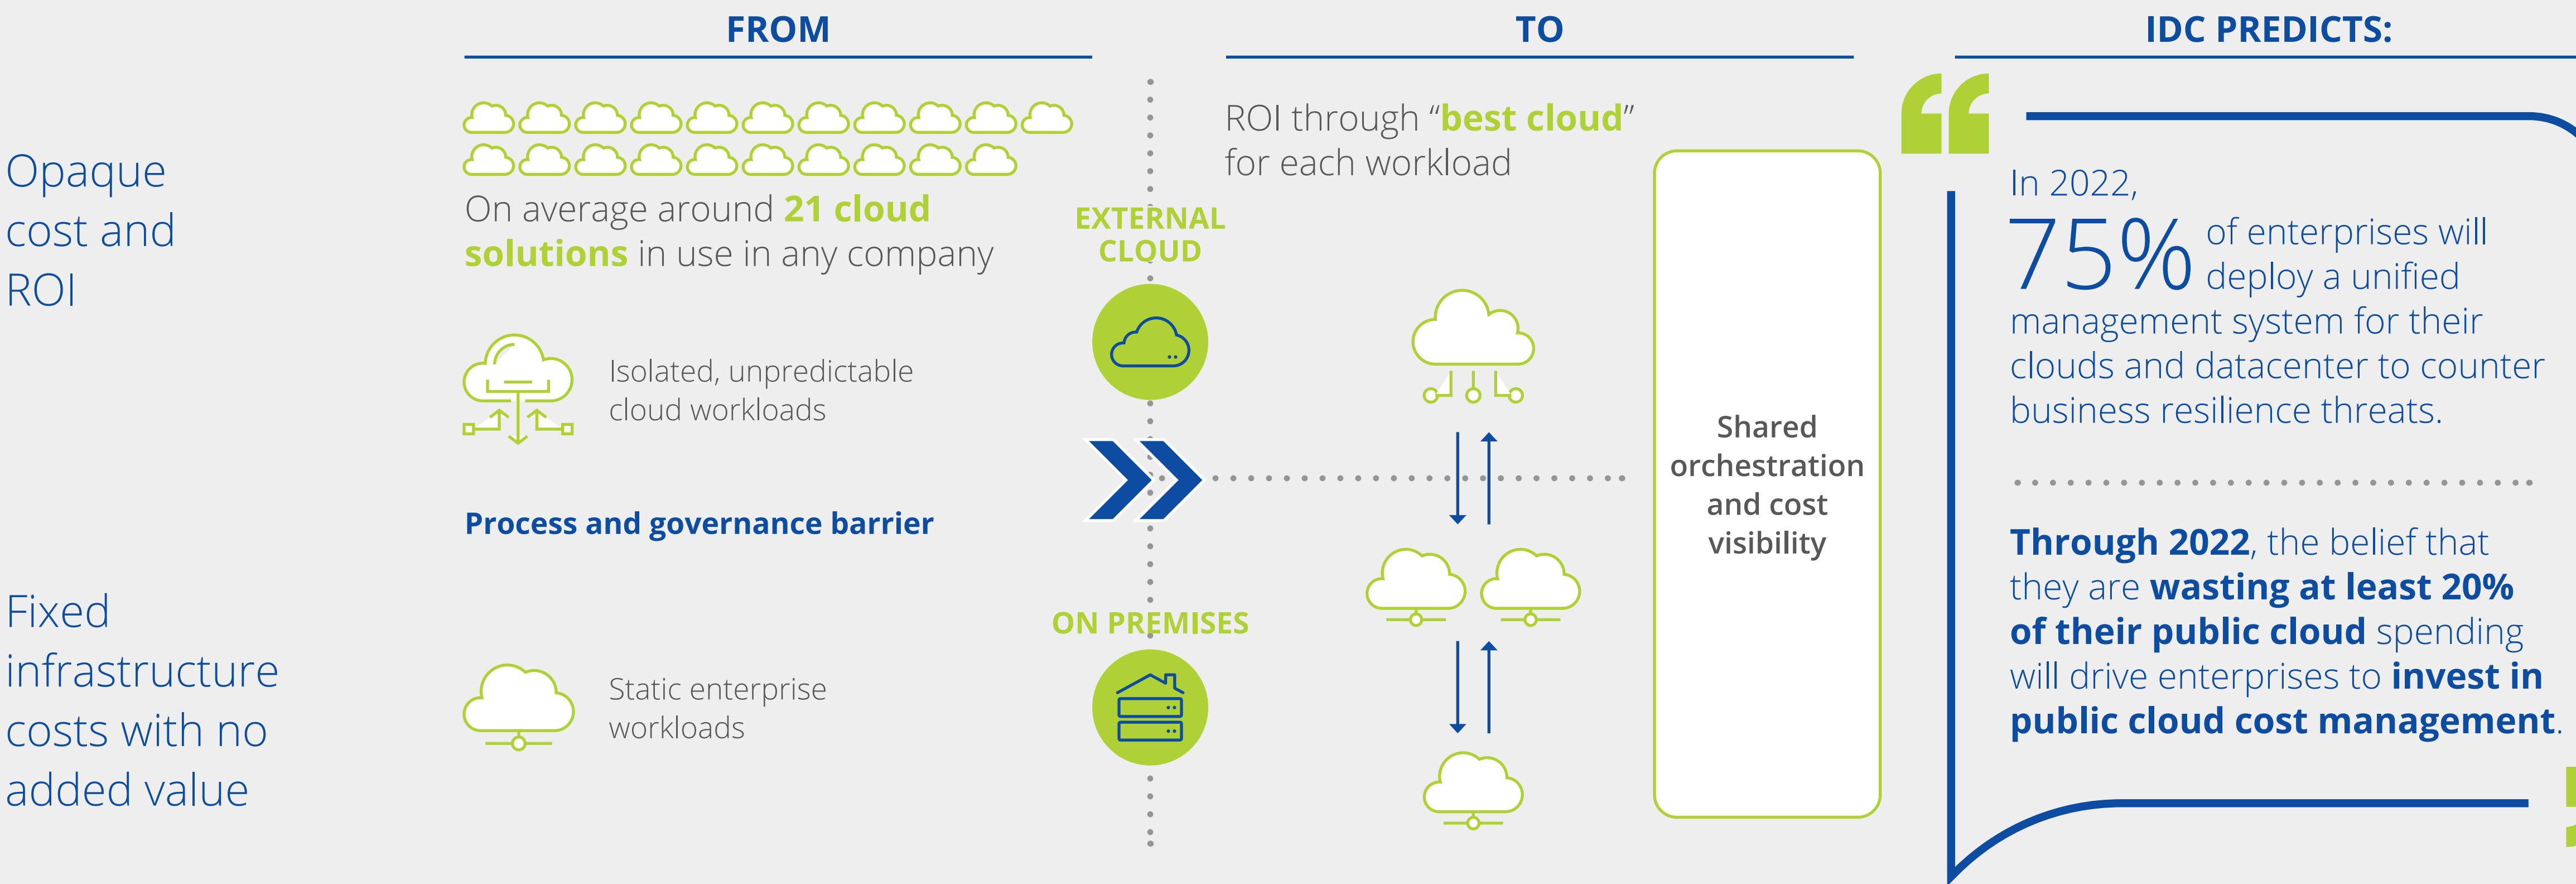 FROM
TO
IDC PREDICTS:
Opaque
cost and
ROI
On average around 21 cloud
solutions in use in any company
Isolated, unpredictable
cloud workloads
Process and governance barrier
Fixed
infrastructure
costs with no
added value
Static enterprise
workloads
EXTERNAL
CLOUD
ON PREMISES
ROI through “best cloud”
for each workload
Shared
orchestration
and cost
visibility
“
In 2022,
75% of enterprises will
deploy a unified
management system for their
clouds and datacenter to counter
business resilience threats.
Through 2022, the belief that
they are wasting at least 20%
of their public cloud spending
will drive enterprises to invest in
public cloud cost management.